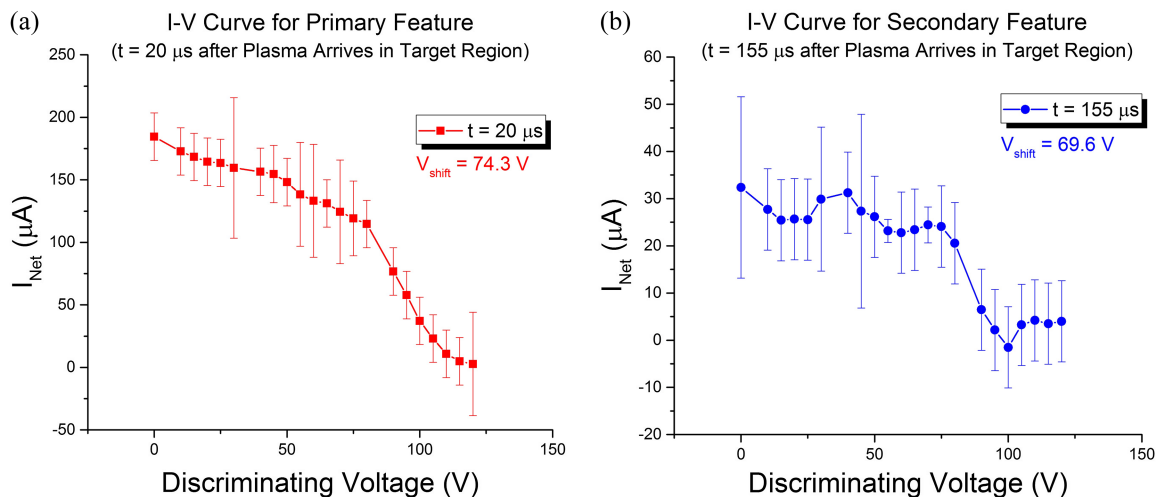 (a)
I-V Curve for Primary Feature
(t = 20 μs after Plasma Arrives in Target Region)
250
200
150
100
50
0
-50
I_Net (μA)
t = 20 μs
V_shift = 74.3 V
0 50 100 150
Discriminating Voltage (V)
(b)
I-V Curve for Secondary Feature
(t = 155 μs after Plasma Arrives in Target Region)
60
50
40
30
20
10
0
-10
-20
I_Net (μA)
t = 155 μs
V_shift = 69.6 V
0 50 100 150
Discriminating Voltage (V)